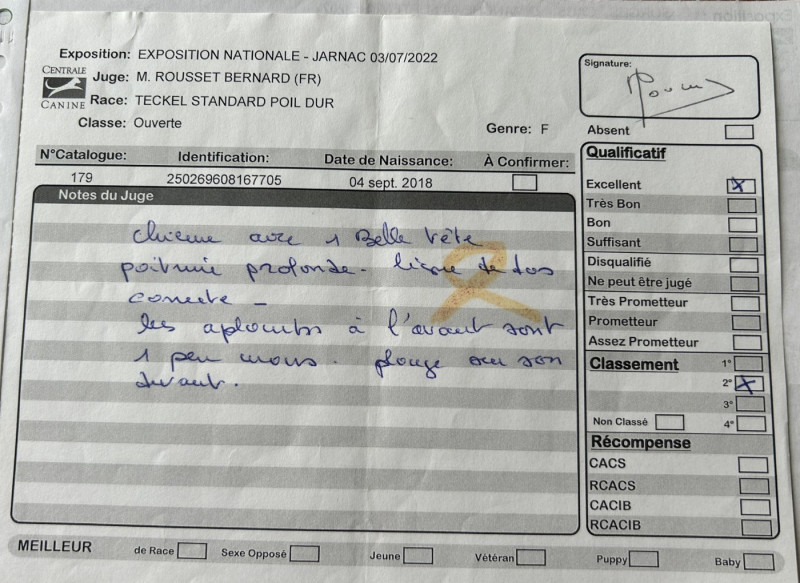 Exposition: EXPOSITION NATIONALE - JARNAC 03/07/2022
CENTRALE CANINE
Juge: M. ROUSSET BERNARD (FR)
Race: TECKEL STANDARD POIL DUR
Classe: Ouverte
Genre: F
Signature:
Absent
N°Catalogue: Identification: Date de Naissance: À Confirmer:
179 250269608167705 04 sept. 2018
Notes du Juge
chienne avec 1 Belle tête
poitrine profonde - ligne de dos
correcte -
les aplombs à l'avant sont
1 peu mous. plonge sur son
devant.
2
Qualificatif
Excellent X
Très Bon
Bon
Suffisant
Disqualifié
Ne peut être jugé
Très Prometteur
Prometteur
Assez Prometteur
Classement 1°
2° X
3°
Non Classé 4°
Récompense
CACS
RCACS
CACIB
RCACIB
MEILLEUR de Race Sexe Opposé Jeune Vétéran Puppy Baby